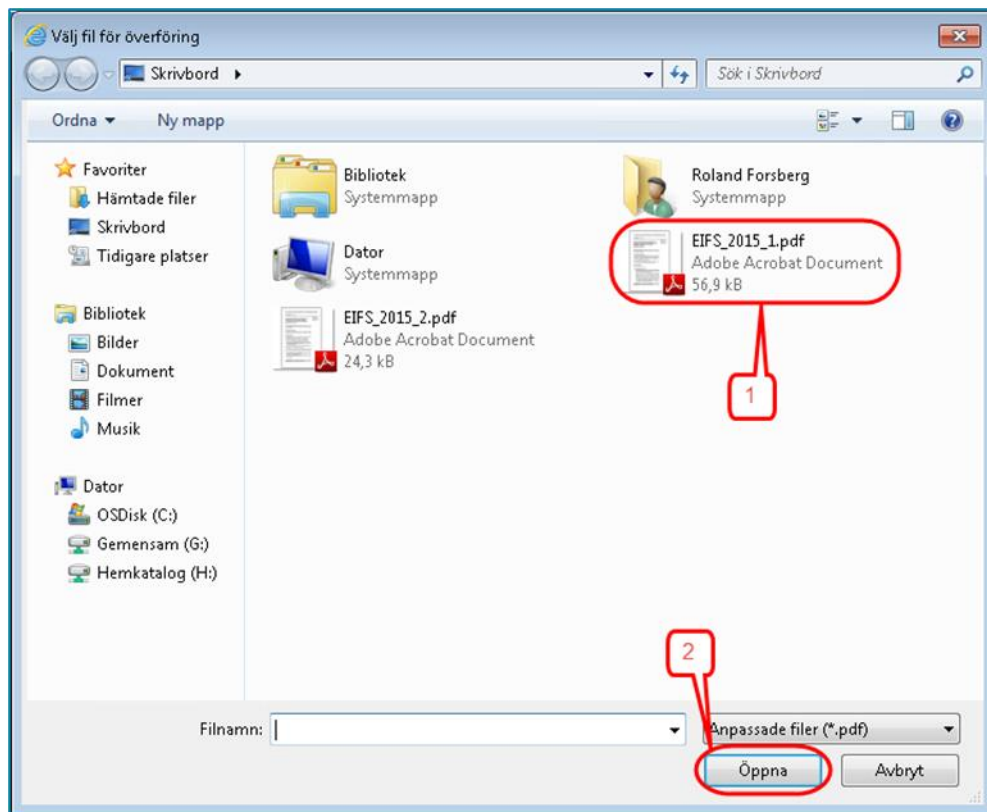 Välj fil för överföring
Skrivbord
Sök i Skrivbord
Ordna
Ny mapp
Favoriter
Hämtade filer
Skrivbord
Tidigare platser
Bibliotek
Bilder
Dokument
Filmer
Musik
Dator
OSDisk (C:)
Gemensam (G:)
Hemkatalog (H:)
Bibliotek
Systemmapp
Roland Forsberg
Systemmapp
Dator
Systemmapp
EIFS_2015_1.pdf
Adobe Acrobat Document
56,9 kB
EIFS_2015_2.pdf
Adobe Acrobat Document
24,3 kB
1
2
Filnamn:
Anpassade filer (*.pdf)
Öppna
Avbryt